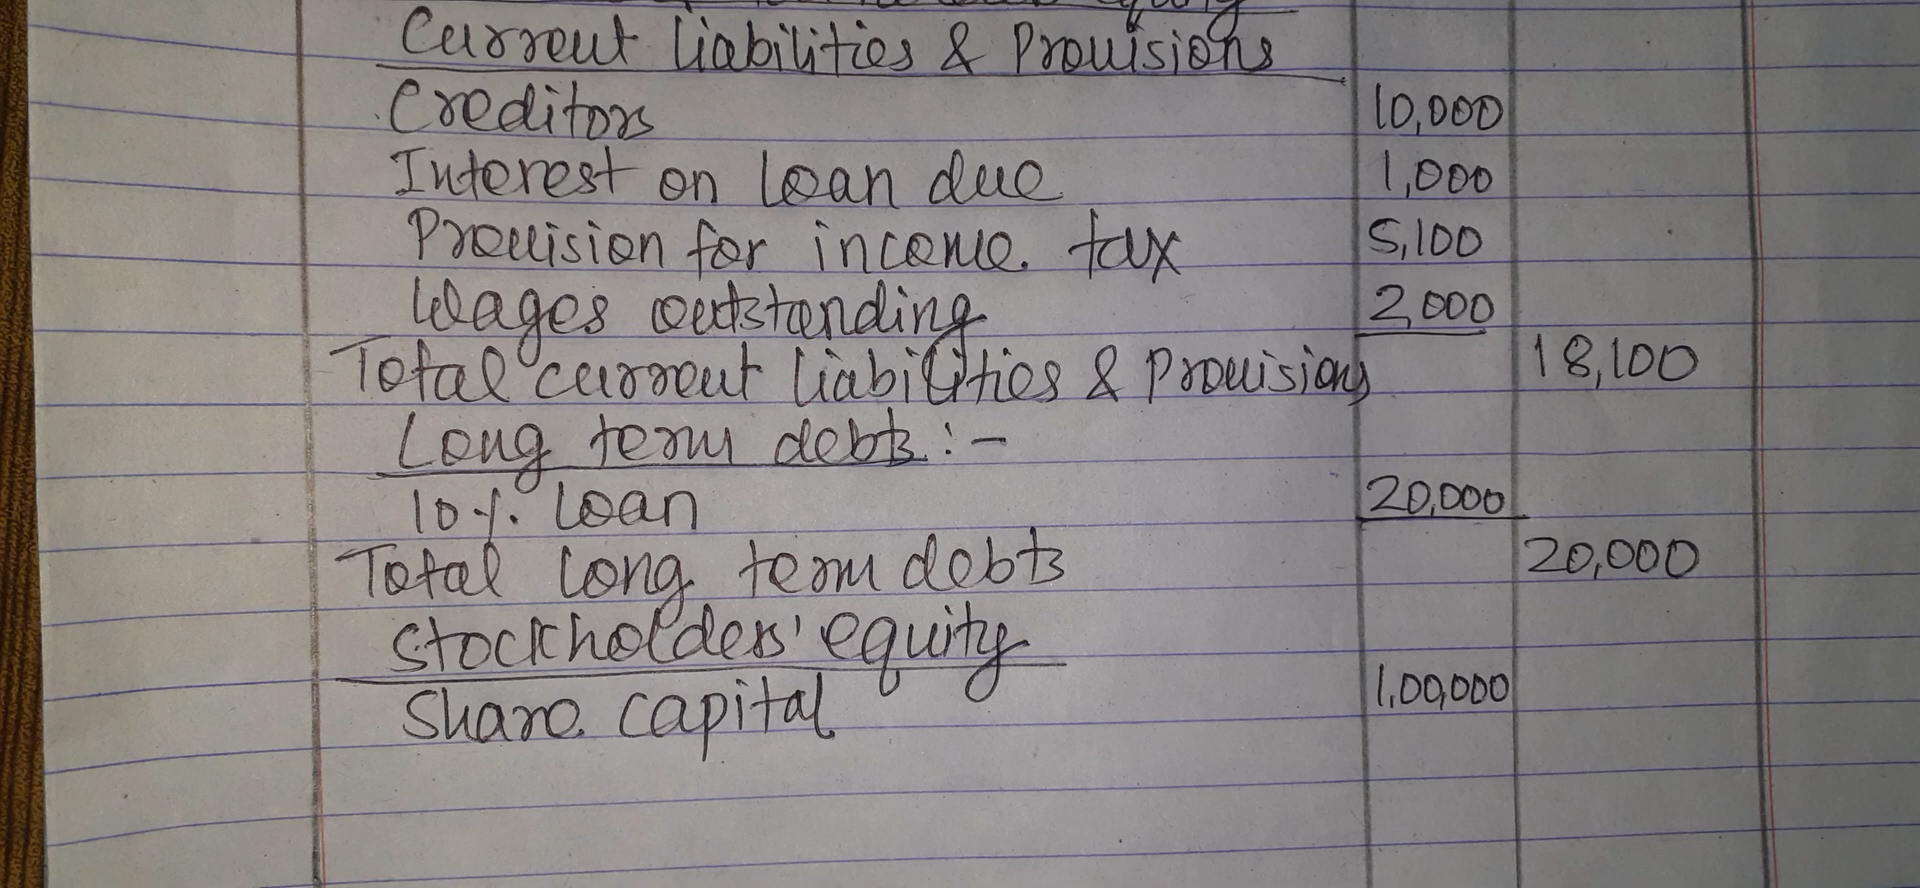 Current liabilities & Provisions
Creditors 10,000
Interest on loan due 1,000
Provision for income tax 5,100
Wages outstanding 2,000
Total current liabilities & Provisions 18,100
Long term debts :-
10 %. loan 20,000
Total long term debts 20,000
Stockholders' equity
Share capital 1,00,000